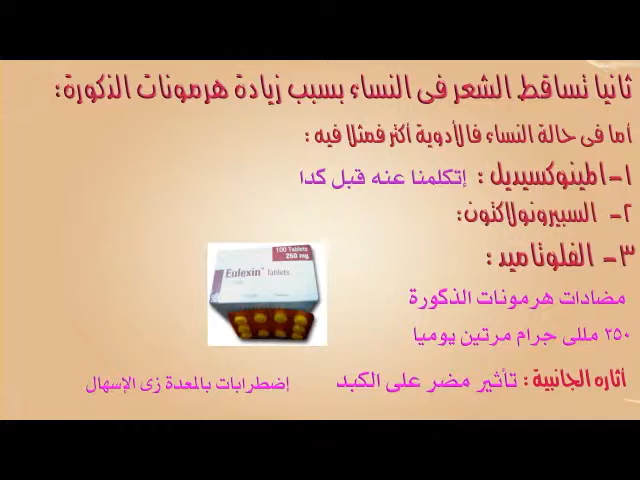 ثانيا تساقط الشعر فى النساء بسبب زيادة هرمونات الذكورة:
أما فى حالة النساء فالأدوية أكتر فمثلا فيه :
١- المينوكسيديل : إتكلمنا عنه قبل كدا
٢- السبيرونولاكتون:
٣- الفلوتاميد :
100 Tablets
250 mg
Eulexin Tablets
مضادات هرمونات الذكورة
٢٥٠ مللى جرام مرتين يوميا
أثاره الجانبية : تأثير مضر على الكبد إضطرابات بالمعدة زى الإسهال